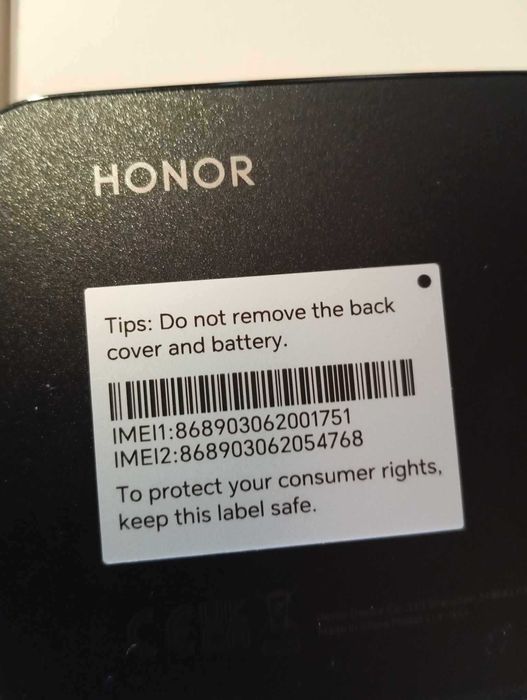 HONOR
Tips: Do not remove the back
cover and battery.
IMEI1:868903062001751
IMEI2:868903062054768
To protect your consumer rights,
keep this label safe.